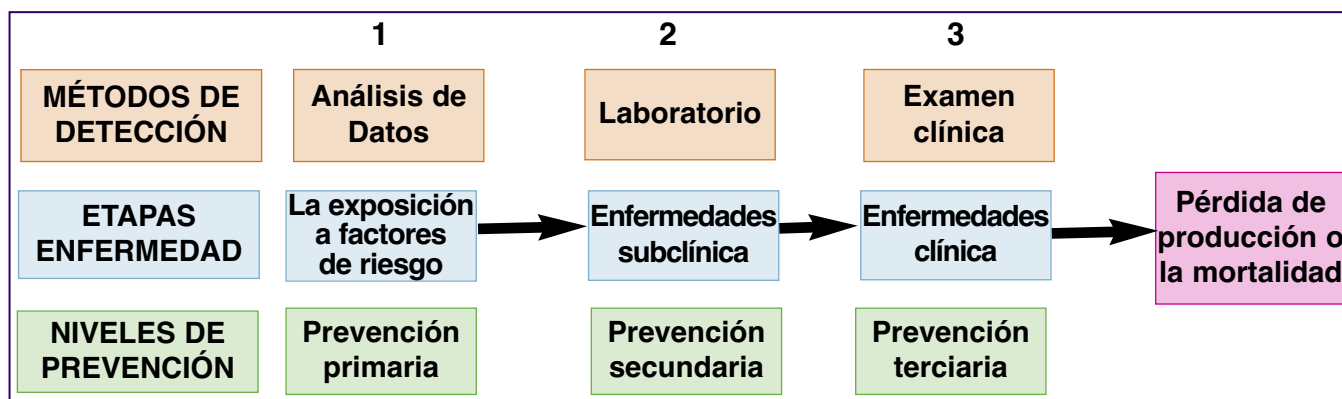 1 2 3
MÉTODOS DE
DETECCIÓN
Análisis de
Datos
Laboratorio
Examen
clínica
ETAPAS
ENFERMEDAD
La exposición
a factores
de riesgo
Enfermedades
subclínica
Enfermedades
clínica
Pérdida de
producción o
la mortalidad
NIVELES DE
PREVENCIÓN
Prevención
primaria
Prevención
secundaria
Prevención
terciaria